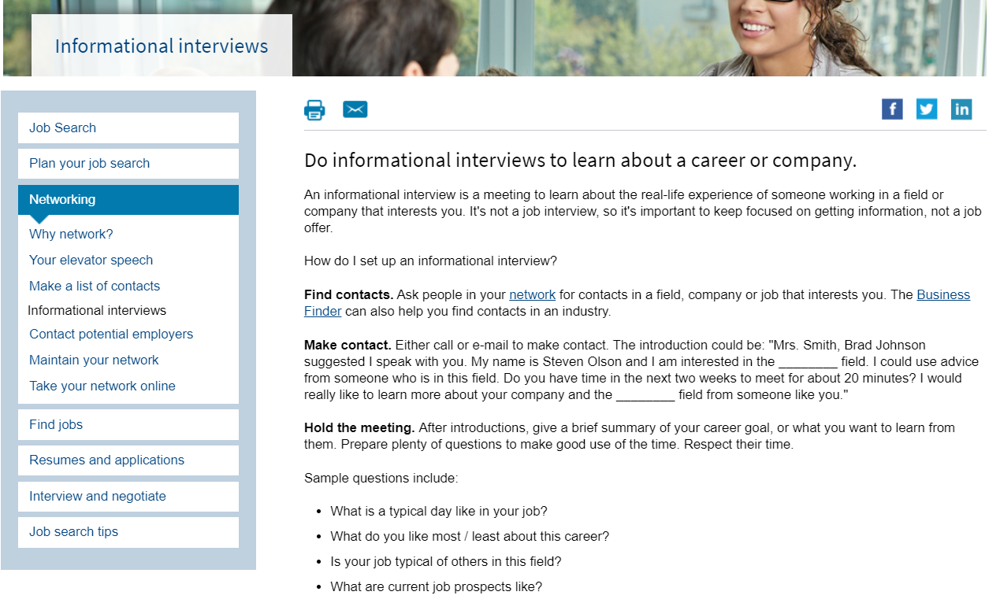 Informational interviews
Job Search
Plan your job search
Networking
Why network?
Your elevator speech
Make a list of contacts
Informational interviews
Contact potential employers
Maintain your network
Take your network online
Find jobs
Resumes and applications
Interview and negotiate
Job search tips
f
in
Do informational interviews to learn about a career or company.
An informational interview is a meeting to learn about the real-life experience of someone working in a field or
company that interests you. It's not a job interview, so it's important to keep focused on getting information, not a job
offer.
How do I set up an informational interview?
Find contacts. Ask people in your network for contacts in a field, company or job that interests you. The Business
Finder can also help you find contacts in an industry.
Make contact. Either call or e-mail to make contact. The introduction could be: "Mrs. Smith, Brad Johnson
suggested I speak with you. My name is Steven Olson and I am interested in the ________ field. I could use advice
from someone who is in this field. Do you have time in the next two weeks to meet for about 20 minutes? I would
really like to learn more about your company and the ________ field from someone like you."
Hold the meeting. After introductions, give a brief summary of your career goal, or what you want to learn from
them. Prepare plenty of questions to make good use of the time. Respect their time.
Sample questions include:
• What is a typical day like in your job?
• What do you like most / least about this career?
• Is your job typical of others in this field?
• What are current job prospects like?